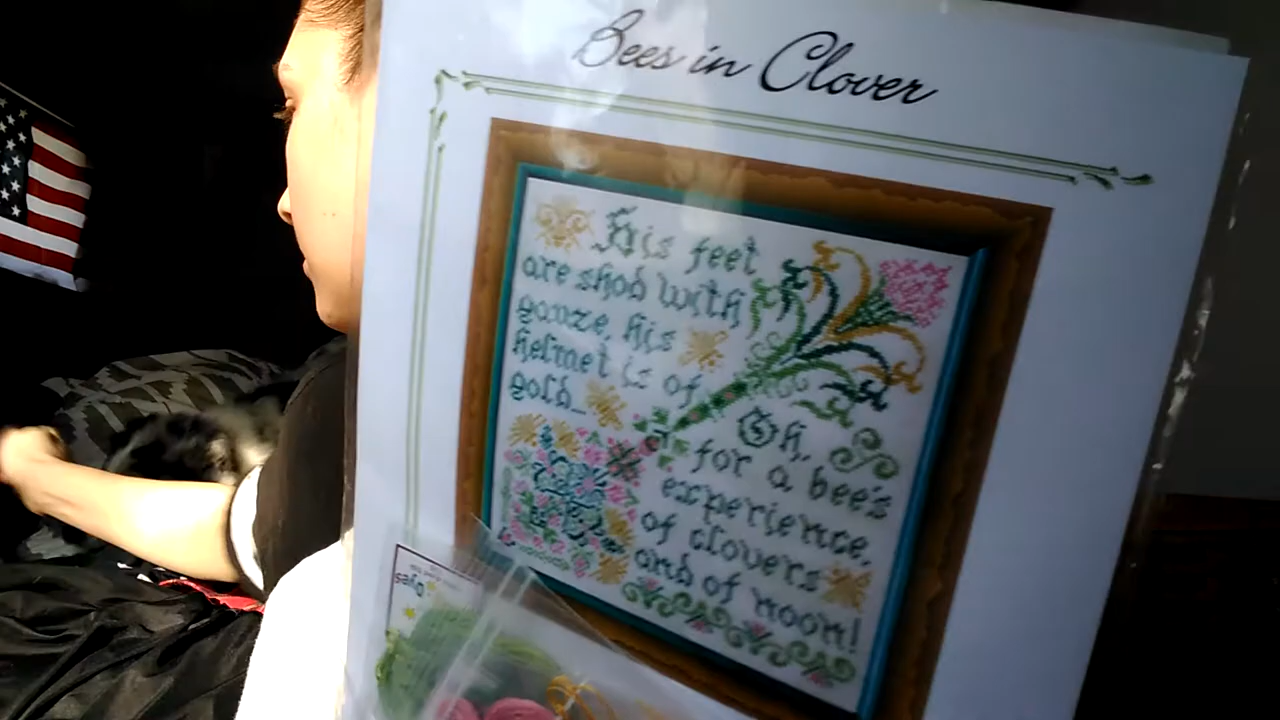 Bees in Clover
His feet
are shod with
gauze, his
helmet is of
gold_
Oh,
for a bee's
experience,
of clovers
and of noon!